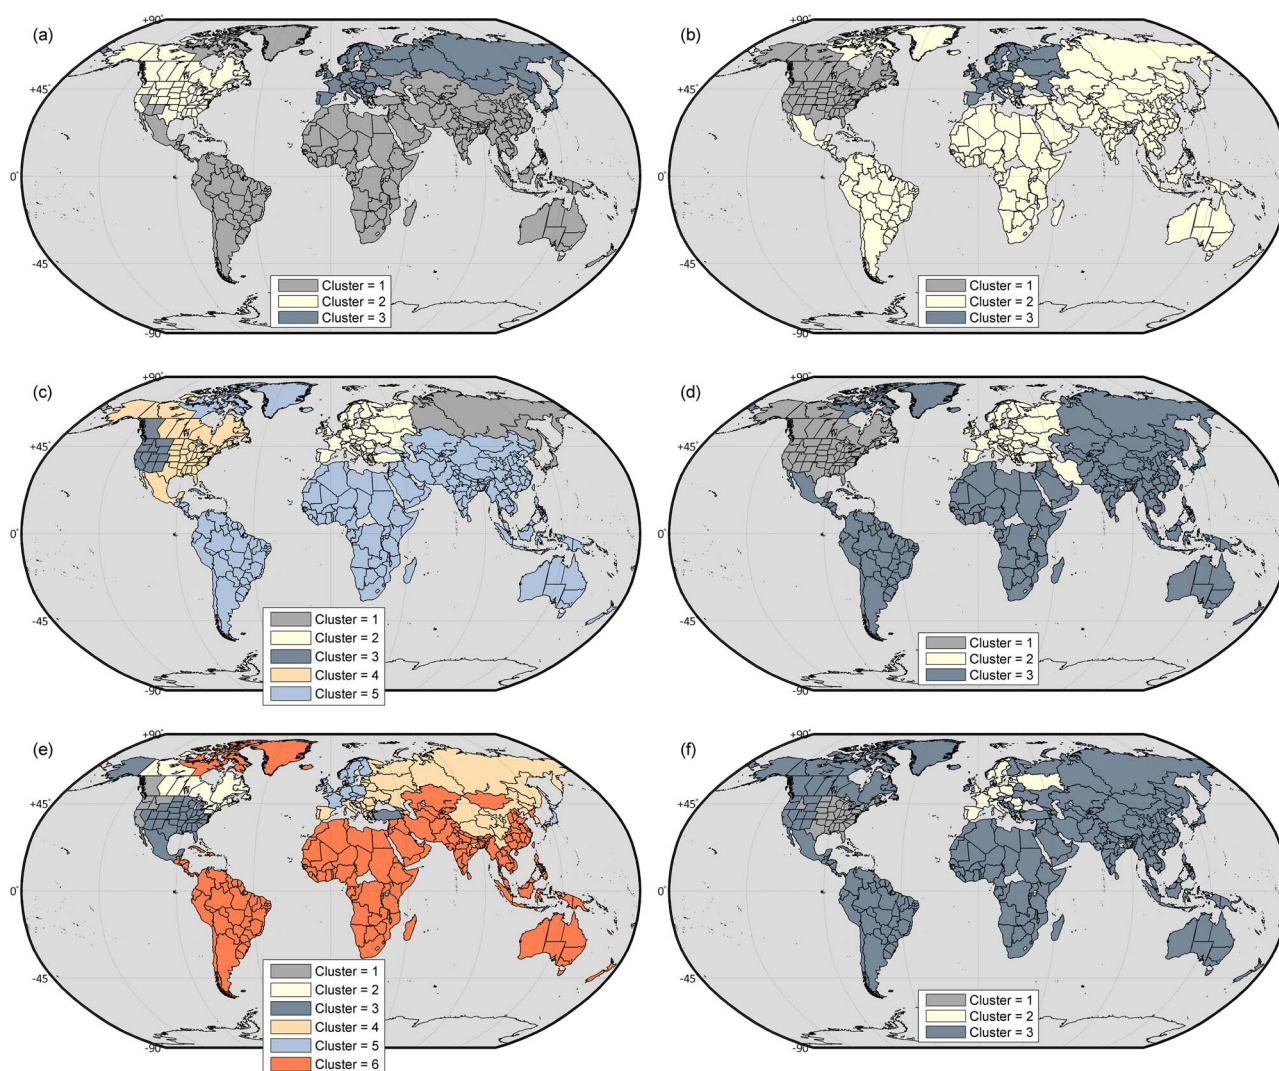 (a)
+90°
45
0°
-45
-90
Cluster = 1
Cluster = 2
Cluster = 3
(b)
+90°
+45
0°
-45
-90
Cluster = 1
Cluster = 2
Cluster = 3
(c)
+90°
+45
0°
-45
-90
Cluster = 1
Cluster = 2
Cluster = 3
Cluster = 4
Cluster = 5
(d)
+90°
+45
0°
-45
-90
Cluster = 1
Cluster = 2
Cluster = 3
(e)
+90°
+45
0°
-45
-90
Cluster = 1
Cluster = 2
Cluster = 3
Cluster = 4
Cluster = 5
Cluster = 6
(f)
+90°
+45
0°
-45
-90
Cluster = 1
Cluster = 2
Cluster = 3